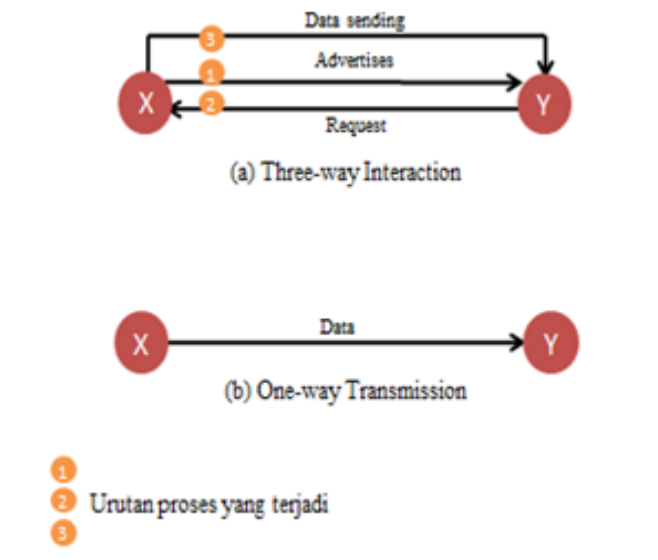 Data sending
3
Advertises
1
X
Y
2
Request
(a) Three-way Interaction
Data
X
Y
(b) One-way Transmission
1
2 Urutan proses yang terjadi
3